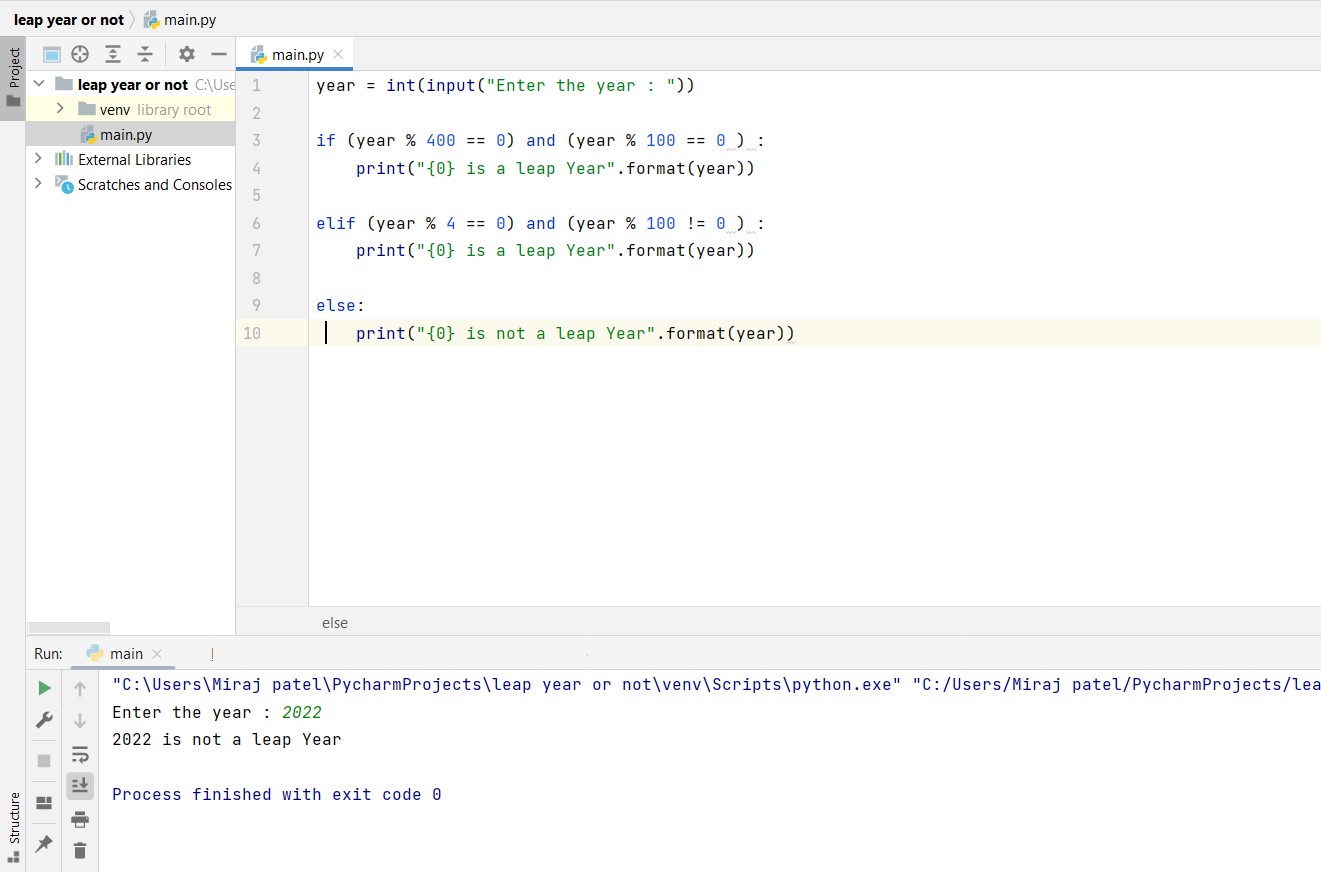 leap year or not main.py
Project
main.py
leap year or not C:\Use
venv library root
main.py
External Libraries
Scratches and Consoles
1 year = int(input("Enter the year : "))
2
3 if (year % 400 == 0) and (year % 100 == 0 ) :
4     print("{0} is a leap Year".format(year))
5
6 elif (year % 4 == 0) and (year % 100 != 0 ) :
7     print("{0} is a leap Year".format(year))
8
9 else:
10     print("{0} is not a leap Year".format(year))
else
Run: main
"C:\Users\Miraj patel\PycharmProjects\leap year or not\venv\Scripts\python.exe" "C:/Users/Miraj patel/PycharmProjects/lea
Enter the year : 2022
2022 is not a leap Year
Process finished with exit code 0
Structure